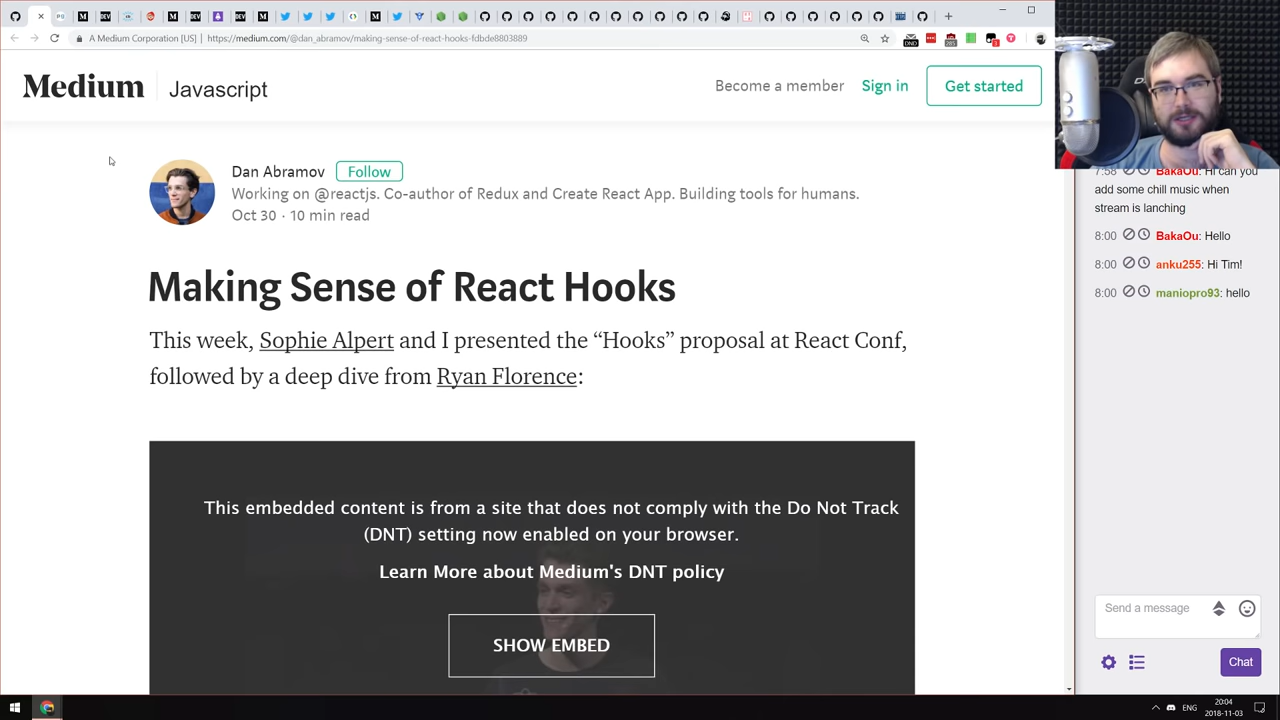 A Medium Corporation [US] | https://medium.com/@dan_abramov/making-sense-of-react-hooks-fdbde8803889
Medium
Javascript
Become a member
Sign in
Get started
Dan Abramov
Follow
Working on @reactjs. Co-author of Redux and Create React App. Building tools for humans.
Oct 30 · 10 min read
Making Sense of React Hooks
This week, Sophie Alpert and I presented the “Hooks” proposal at React Conf,
followed by a deep dive from Ryan Florence:
This embedded content is from a site that does not comply with the Do Not Track
(DNT) setting now enabled on your browser.
Learn More about Medium's DNT policy
SHOW EMBED
7:58 BakaOu: Hi can you
add some chill music when
stream is lanching
8:00 BakaOu: Hello
8:00 anku255: Hi Tim!
8:00 maniopro93: hello
Send a message
Chat
ENG
20:04
2018-11-03